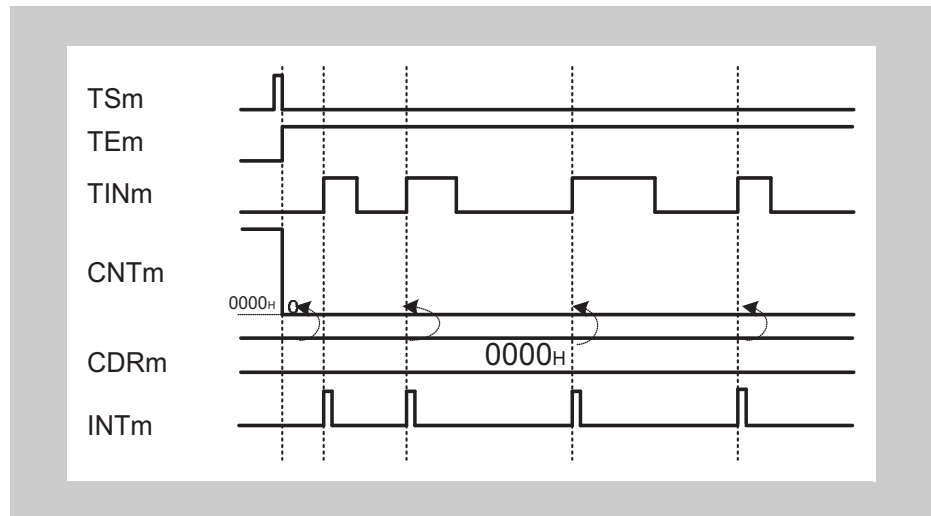 TSm
TEm
TINm
CNTm
0000H 0
CDRm
0000H
INTm